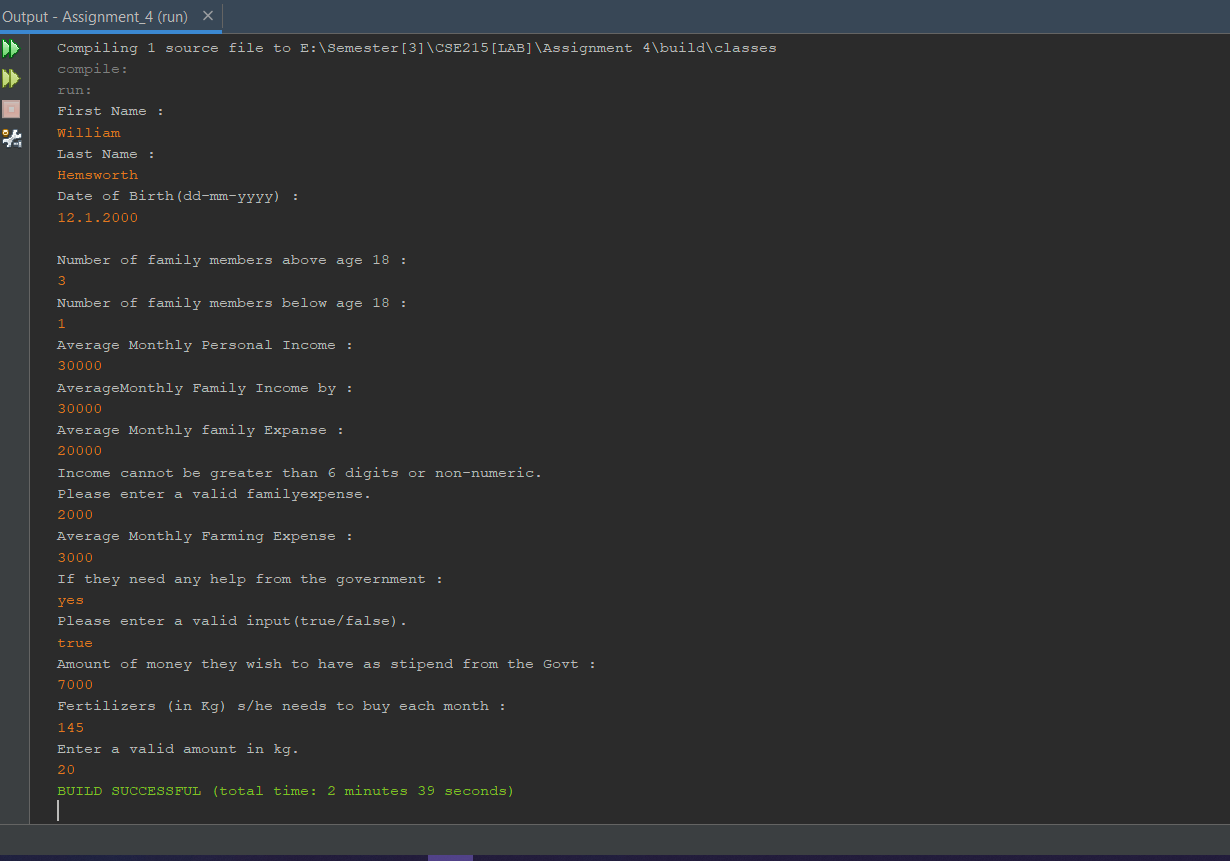 Output - Assignment_4 (run) ×
Compiling 1 source file to E:\Semester[3]\CSE215[LAB]\Assignment 4\build\classes
compile:
run:
First Name :
William
Last Name :
Hemsworth
Date of Birth(dd-mm-yyyy) :
12.1.2000
Number of family members above age 18 :
3
Number of family members below age 18 :
1
Average Monthly Personal Income :
30000
AverageMonthly Family Income by :
30000
Average Monthly family Expanse :
20000
Income cannot be greater than 6 digits or non-numeric.
Please enter a valid familyexpense.
2000
Average Monthly Farming Expense :
3000
If they need any help from the government :
yes
Please enter a valid input(true/false).
true
Amount of money they wish to have as stipend from the Govt :
7000
Fertilizers (in Kg) s/he needs to buy each month :
145
Enter a valid amount in kg.
20
BUILD SUCCESSFUL (total time: 2 minutes 39 seconds)